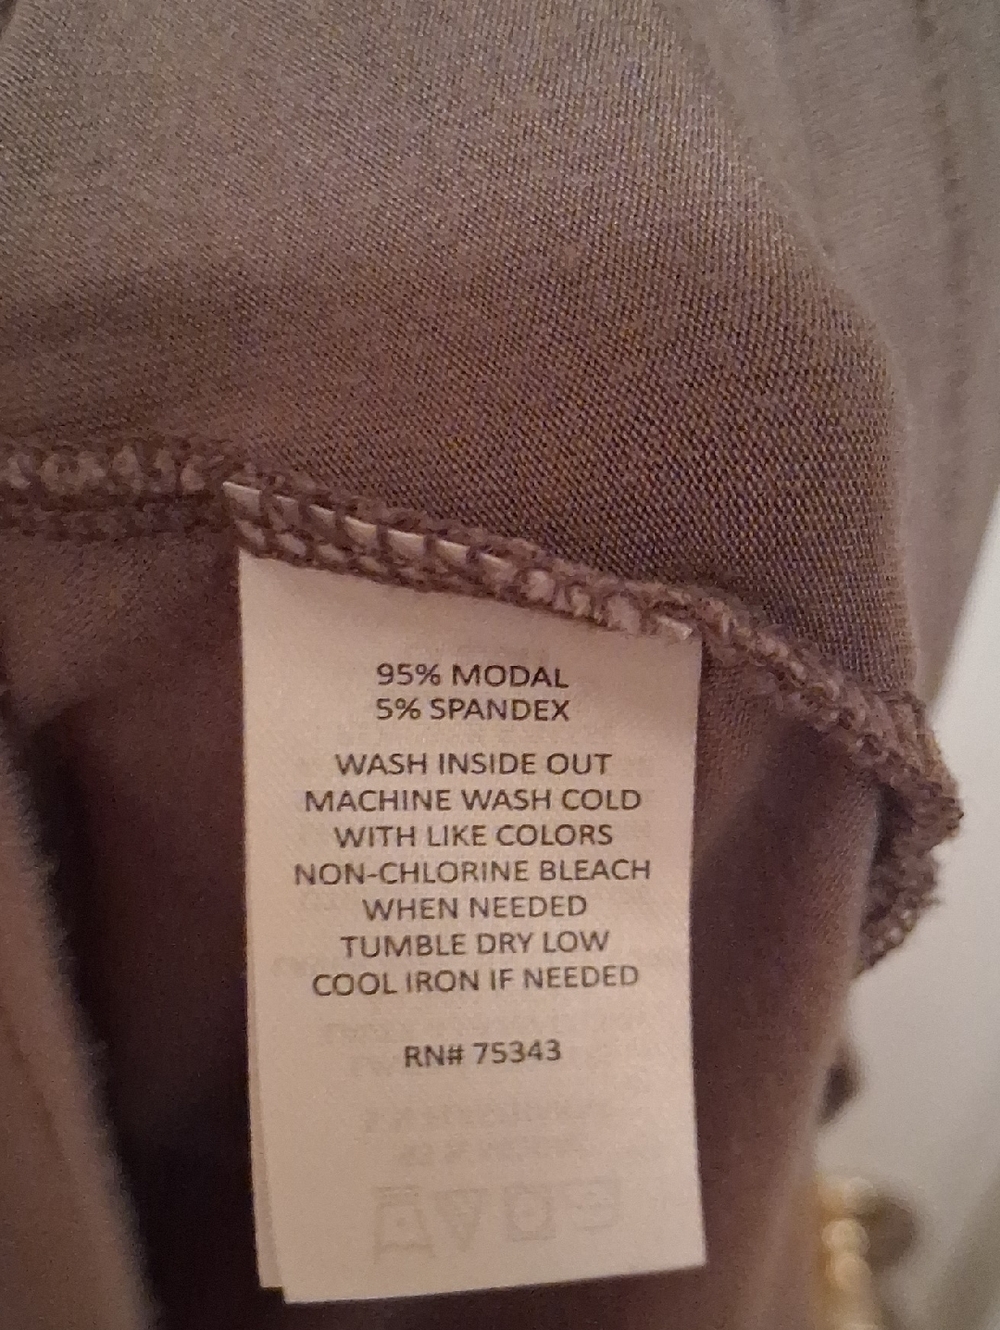 95% MODAL
5% SPANDEX
WASH INSIDE OUT
MACHINE WASH COLD
WITH LIKE COLORS
NON-CHLORINE BLEACH
WHEN NEEDED
TUMBLE DRY LOW
COOL IRON IF NEEDED
RN# 75343